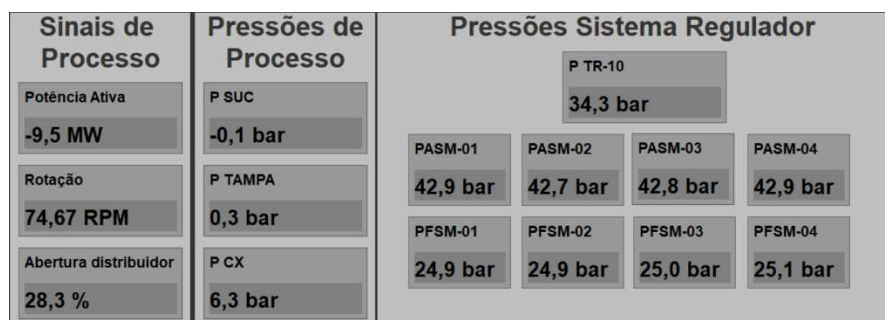 Sinais de
Processo
Potência Ativa
-9,5 MW
Rotação
74,67 RPM
Abertura distribuidor
28,3 %
Pressões de
Processo
P SUC
-0,1 bar
P TAMPA
0,3 bar
P CX
6,3 bar
Pressões Sistema Regulador
P TR-10
34,3 bar
PASM-01 PASM-02 PASM-03 PASM-04
42,9 bar 42,7 bar 42,8 bar 42,9 bar
PFSM-01 PFSM-02 PFSM-03 PFSM-04
24,9 bar 24,9 bar 25,0 bar 25,1 bar